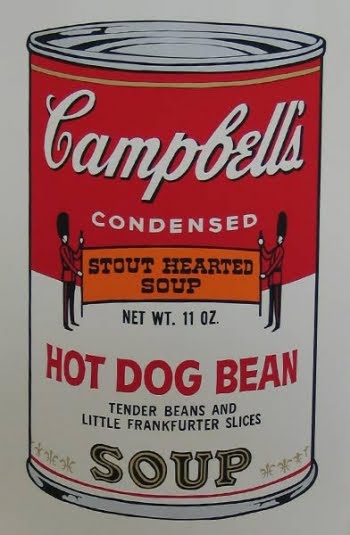 Campbell's
CONDENSED
STOUT HEARTED
SOUP
NET WT. 11 OZ.
HOT DOG BEAN
TENDER BEANS AND
LITTLE FRANKFURTER SLICES
SOUP